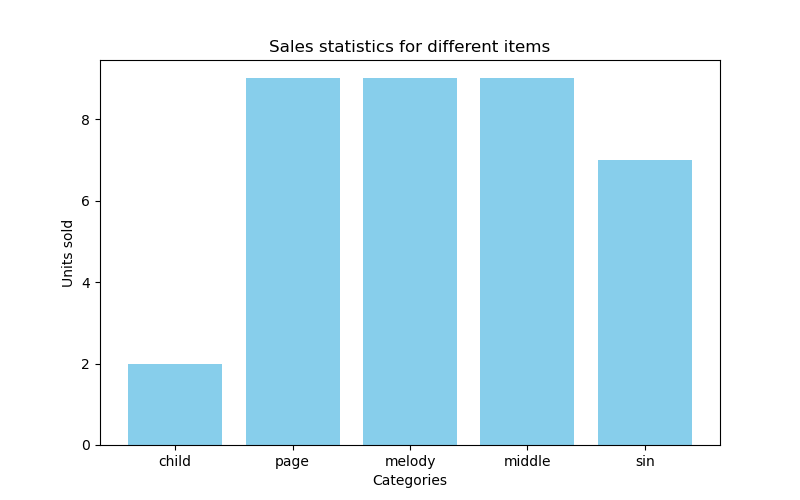 Sales statistics for different items
8
6
4
2
0
Units sold
child page melody middle sin
Categories